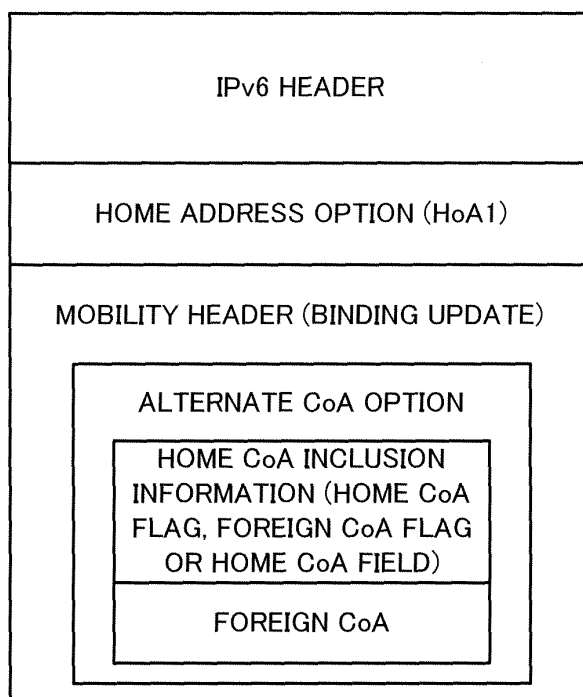 IPv6 HEADER
HOME ADDRESS OPTION (HoA1)
MOBILITY HEADER (BINDING UPDATE)
ALTERNATE CoA OPTION
HOME CoA INCLUSION
INFORMATION (HOME CoA
FLAG, FOREIGN CoA FLAG
OR HOME CoA FIELD)
FOREIGN CoA